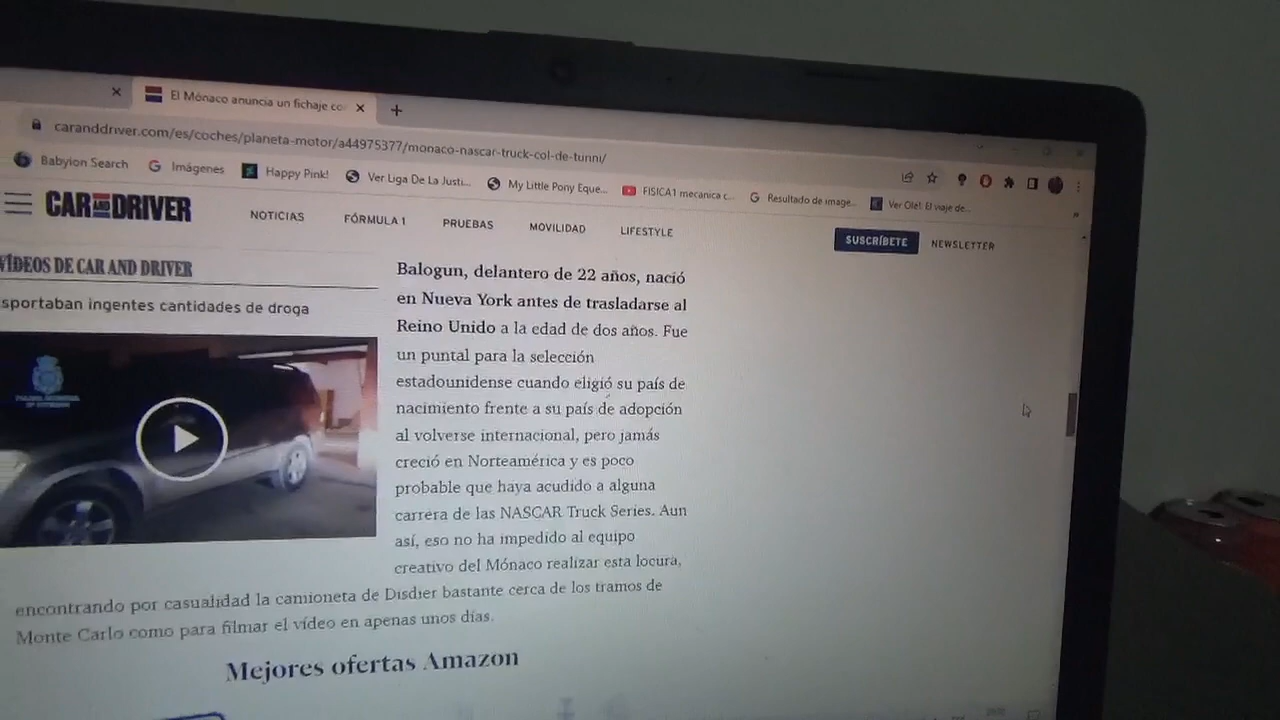 El Mónaco anuncia un fichaje co
caranddriver.com/es/coches/planeta-motor/a44975377/monaco-nascar-truck-col-de-turini/
Babylon Search
Imágenes
Happy Pink!
Ver Liga De La Justi...
My Little Pony Eque...
FISICA1 mecanica c...
Resultado de image...
Ver Olé! El viaje de...
CAR AND DRIVER
NOTICIAS
FÓRMULA 1
PRUEBAS
MOVILIDAD
LIFESTYLE
SUSCRÍBETE
NEWSLETTER
VÍDEOS DE CAR AND DRIVER
sportaban ingentes cantidades de droga
Balogun, delantero de 22 años, nació
en Nueva York antes de trasladarse al
Reino Unido a la edad de dos años. Fue
un puntal para la selección
estadounidense cuando eligió su país de
nacimiento frente a su país de adopción
al volverse internacional, pero jamás
creció en Norteamérica y es poco
probable que haya acudido a alguna
carrera de las NASCAR Truck Series. Aun
así, eso no ha impedido al equipo
creativo del Mónaco realizar esta locura,
encontrando por casualidad la camioneta de Disdier bastante cerca de los tramos de
Monte Carlo como para filmar el vídeo en apenas unos días.
Mejores ofertas Amazon